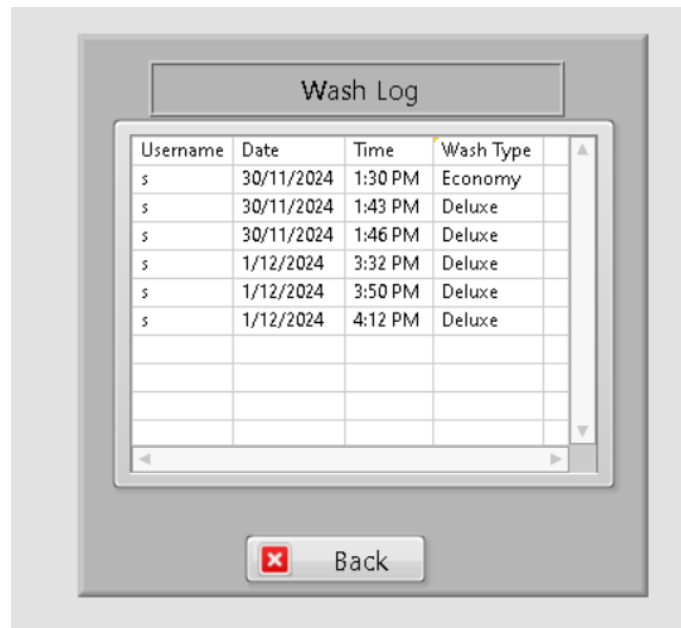 Wash Log
Username Date Time Wash Type
s 30/11/2024 1:30 PM Economy
s 30/11/2024 1:43 PM Deluxe
s 30/11/2024 1:46 PM Deluxe
s 1/12/2024 3:32 PM Deluxe
s 1/12/2024 3:50 PM Deluxe
s 1/12/2024 4:12 PM Deluxe
Back